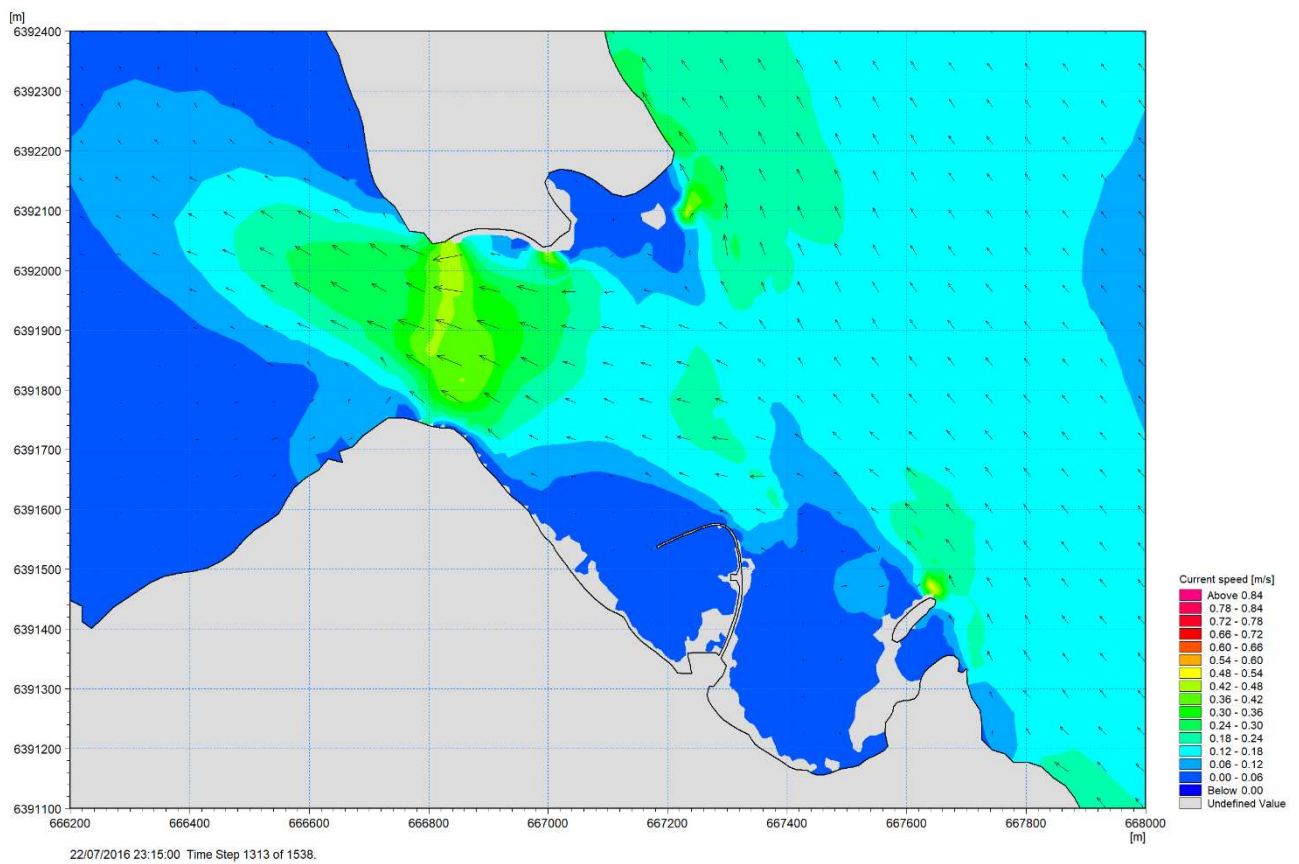 [m]
6392400
6392300
6392200
6392100
6392000
6391900
6391800
6391700
6391600
6391500
6391400
6391300
6391200
6391100
666200 666400 666600 666800 667000 667200 667400 667600 667800 668000
[m]
Current speed [m/s]
Above 0.84
0.78 - 0.84
0.72 - 0.78
0.66 - 0.72
0.60 - 0.66
0.54 - 0.60
0.48 - 0.54
0.42 - 0.48
0.36 - 0.42
0.30 - 0.36
0.24 - 0.30
0.18 - 0.24
0.12 - 0.18
0.06 - 0.12
0.00 - 0.06
Below 0.00
Undefined Value
22/07/2016 23:15:00 Time Step 1313 of 1538.